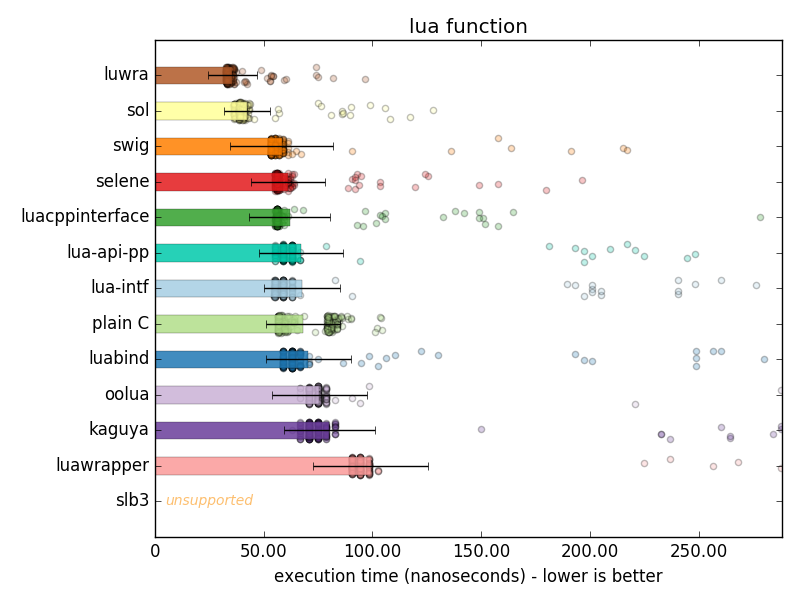 lua function
luwra
sol
swig
selene
luacppinterface
lua-api-pp
lua-intf
plain C
luabind
oolua
kaguya
luawrapper
slb3 unsupported
0 50.00 100.00 150.00 200.00 250.00
execution time (nanoseconds) - lower is better